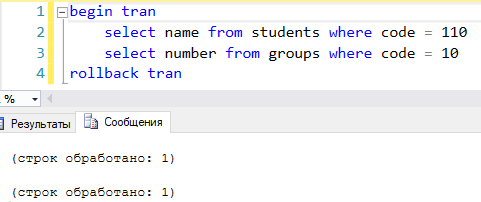 1 begin tran
2 select name from students where code = 110
3 select number from groups where code = 10
4 rollback tran
%
Результаты Сообщения
(строк обработано: 1)
(строк обработано: 1)